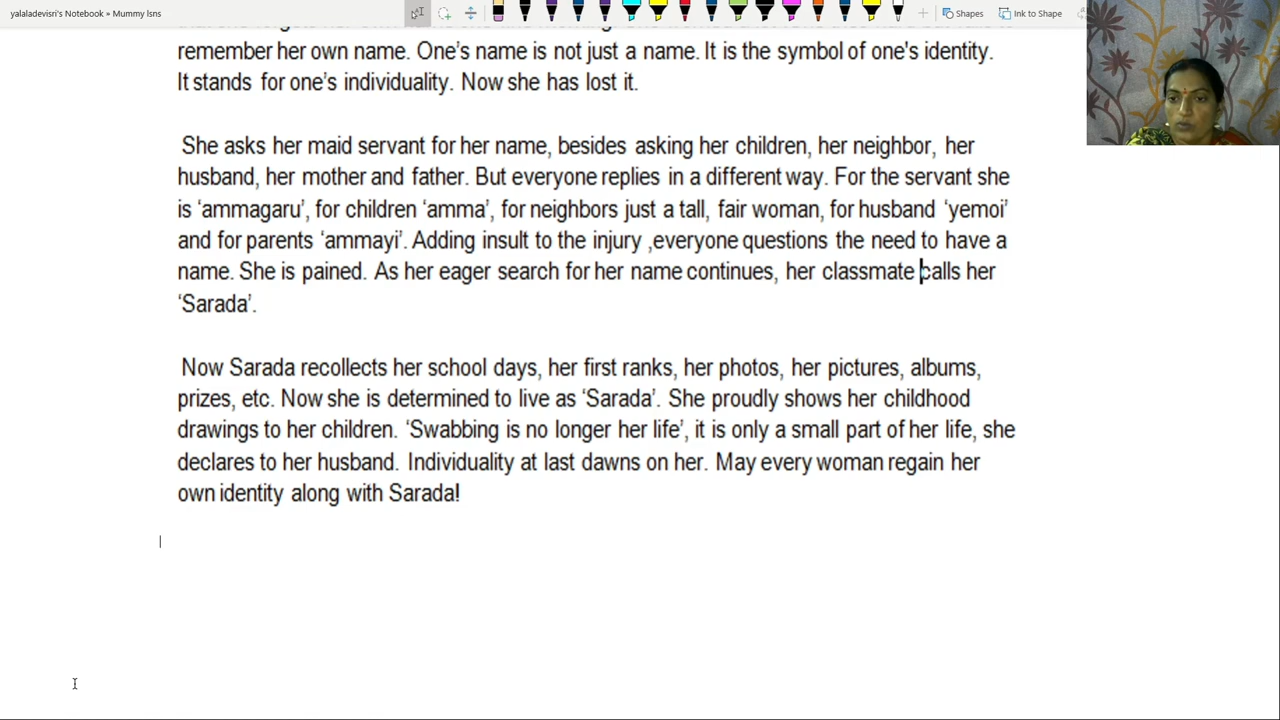 yalaladevisri's Notebook » Mummy lsns
Shapes
Ink to Shape
remember her own name. One’s name is not just a name. It is the symbol of one's identity.
It stands for one’s individuality. Now she has lost it.
She asks her maid servant for her name, besides asking her children, her neighbor, her
husband, her mother and father. But everyone replies in a different way. For the servant she
is ‘ammagaru’, for children ‘amma’, for neighbors just a tall, fair woman, for husband ‘yemoi’
and for parents ‘ammayi’. Adding insult to the injury ,everyone questions the need to have a
name. She is pained. As her eager search for her name continues, her classmate calls her
‘Sarada’.
Now Sarada recollects her school days, her first ranks, her photos, her pictures, albums,
prizes, etc. Now she is determined to live as ‘Sarada’. She proudly shows her childhood
drawings to her children. ‘Swabbing is no longer her life’, it is only a small part of her life, she
declares to her husband. Individuality at last dawns on her. May every woman regain her
own identity along with Sarada!